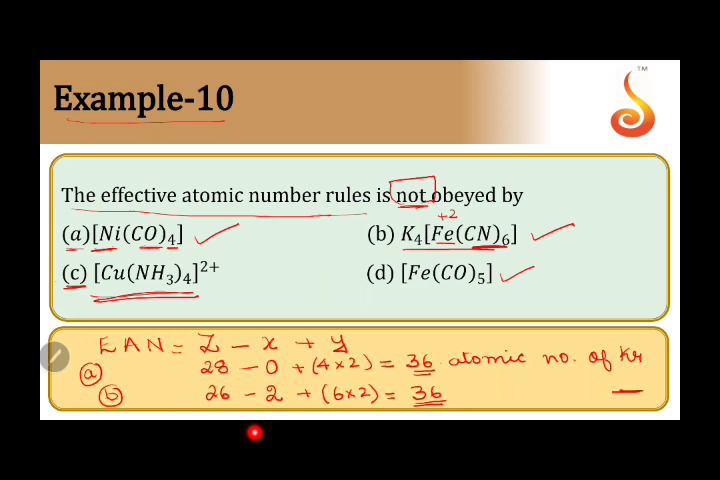 Example-10
TM
The effective atomic number rules is not obeyed by
+2
(a)[Ni(CO)4] (b) K4[Fe(CN)6]
(c) [Cu(NH3)4]2+ (d) [Fe(CO)5]
EAN = Z - x + y
(a) 28 - 0 + (4×2) = 36. atomic no. of Kr
(b) 26 - 2 + (6×2) = 36